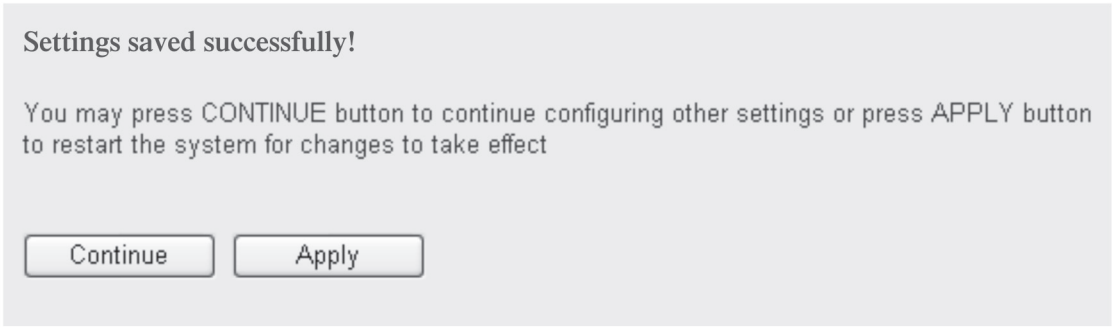 Settings saved successfully!
You may press CONTINUE button to continue configuring other settings or press APPLY button
to restart the system for changes to take effect
Continue Apply